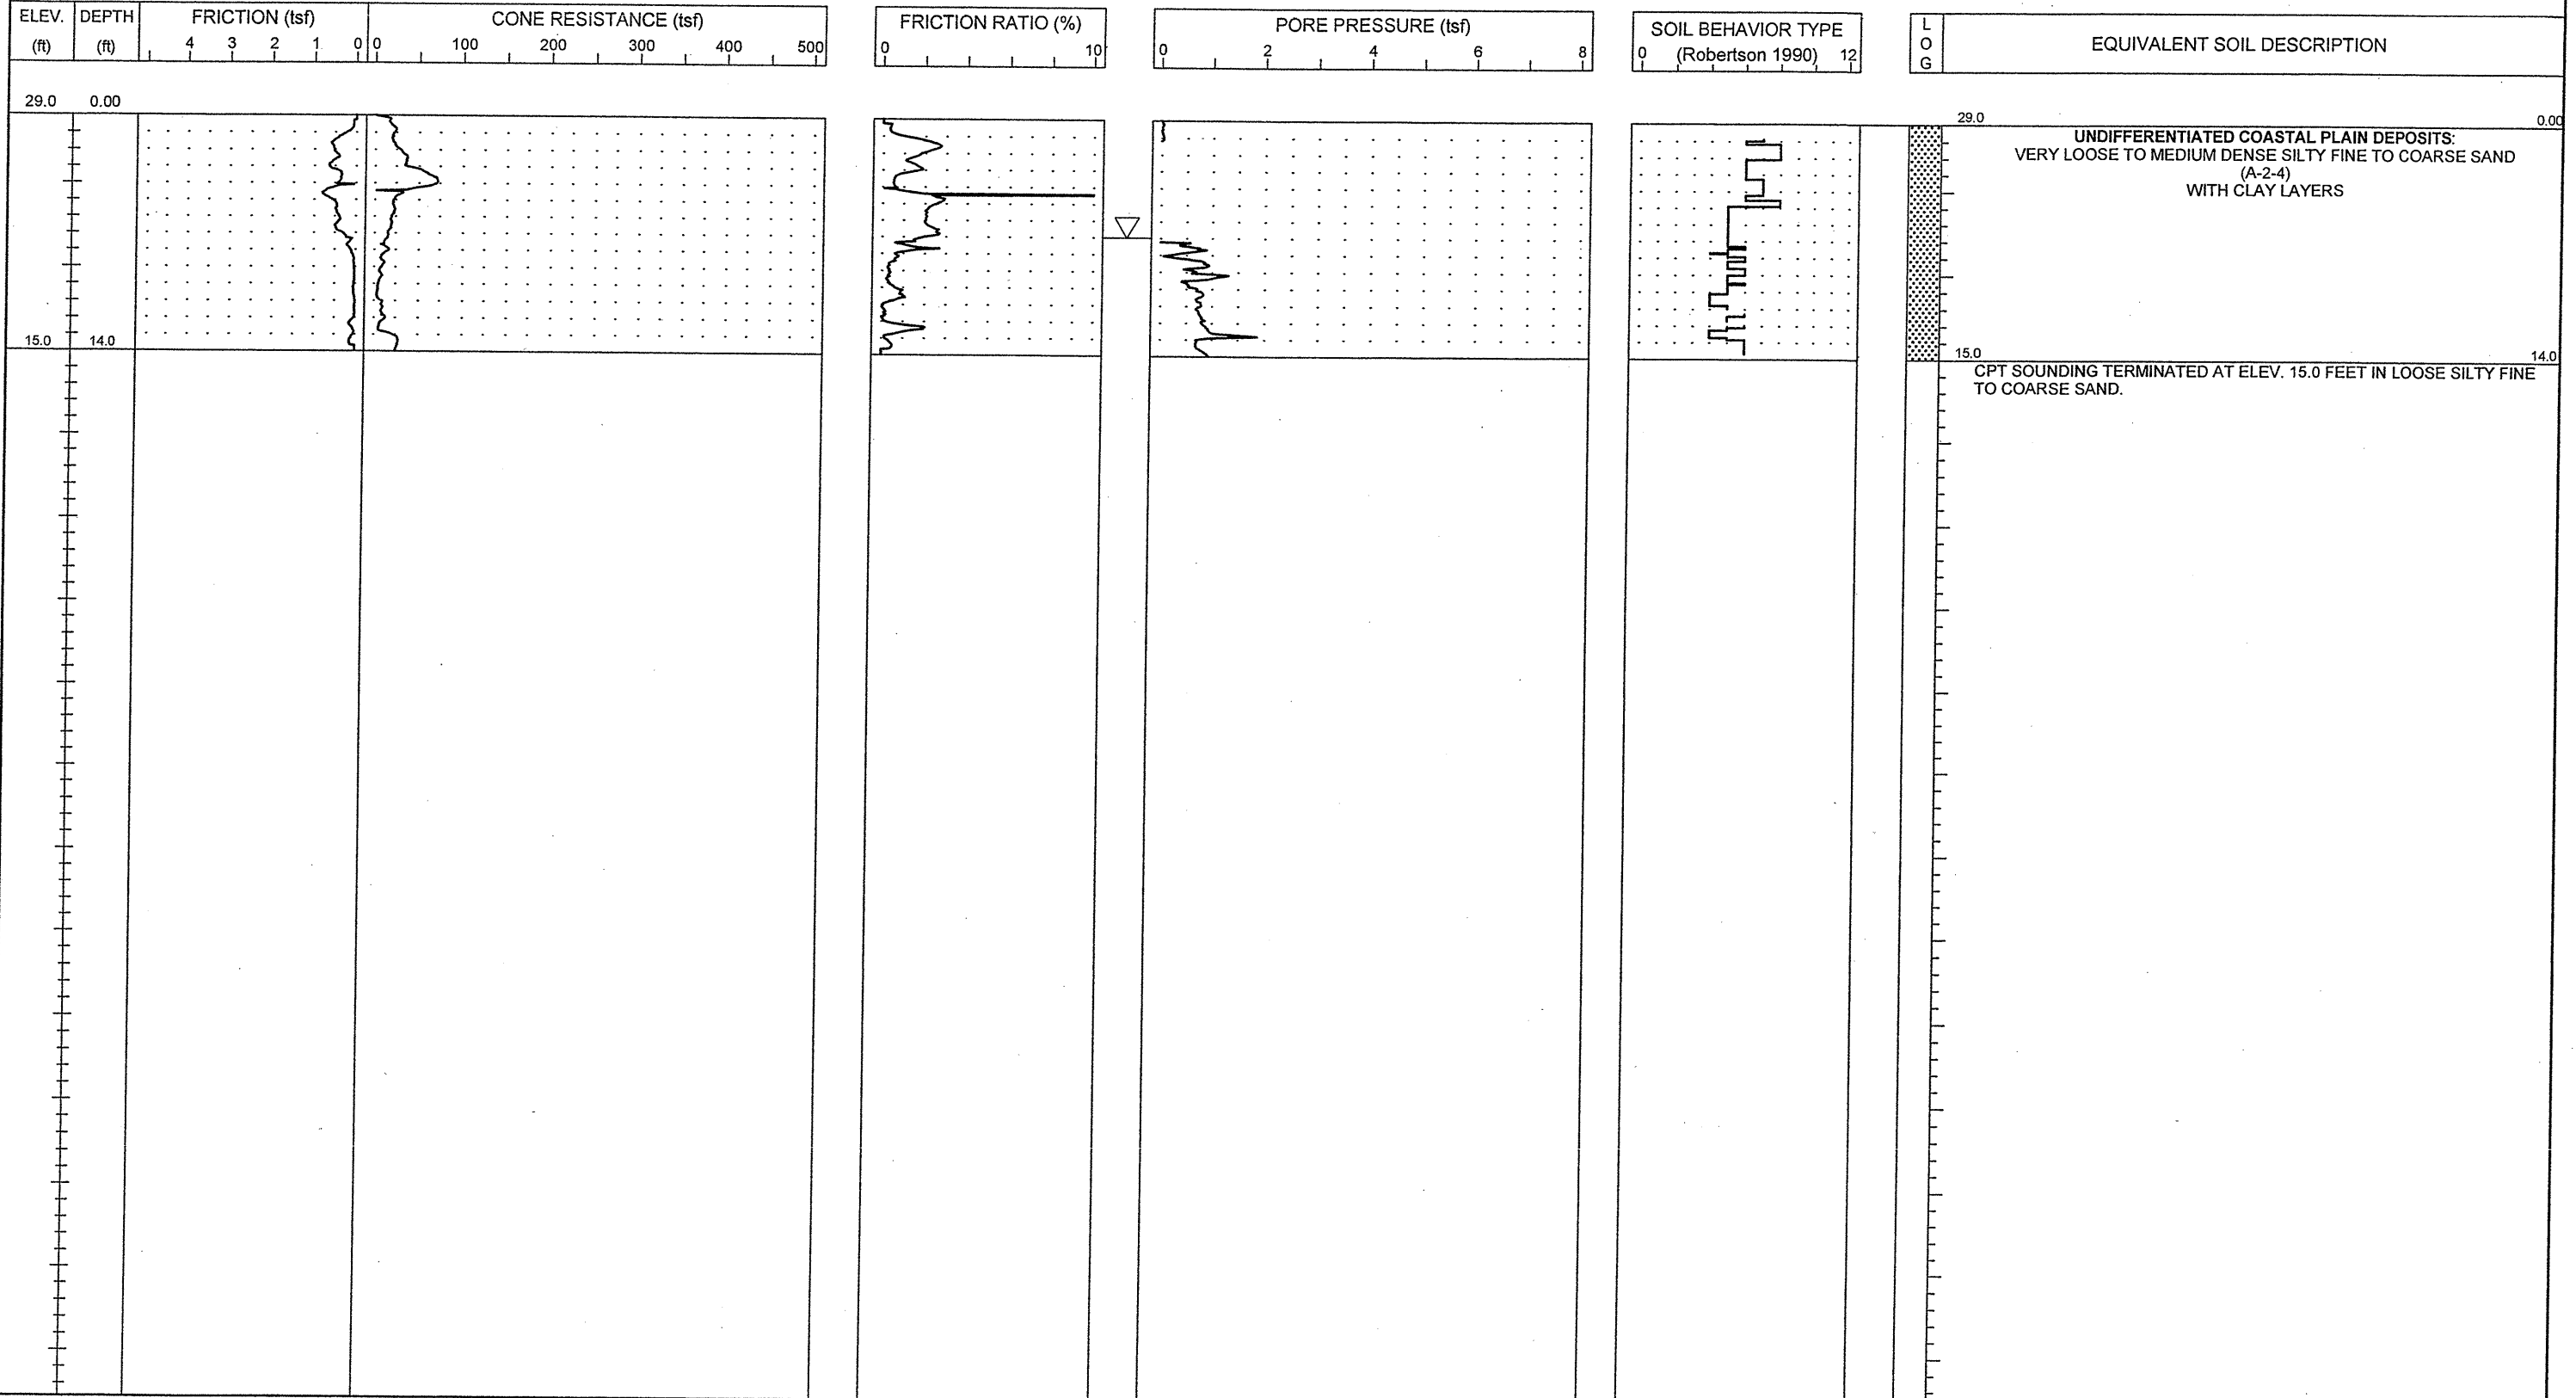 ELEV. DEPTH FRICTION (tsf) CONE RESISTANCE (tsf) FRICTION RATIO (%) PORE PRESSURE (tsf) SOIL BEHAVIOR TYPE L
(ft) (ft) 4 3 2 1 0 0 100 200 300 400 500 0 10 0 2 4 6 8 (Robertson 1990) 0 12 O EQUIVALENT SOIL DESCRIPTION
G
29.0 0.00
29.0 0.00
UNDIFFERENTIATED COASTAL PLAIN DEPOSITS:
VERY LOOSE TO MEDIUM DENSE SILTY FINE TO COARSE SAND
(A-2-4)
WITH CLAY LAYERS
15.0 14.0
15.0 14.0
CPT SOUNDING TERMINATED AT ELEV. 15.0 FEET IN LOOSE SILTY FINE
TO COARSE SAND.